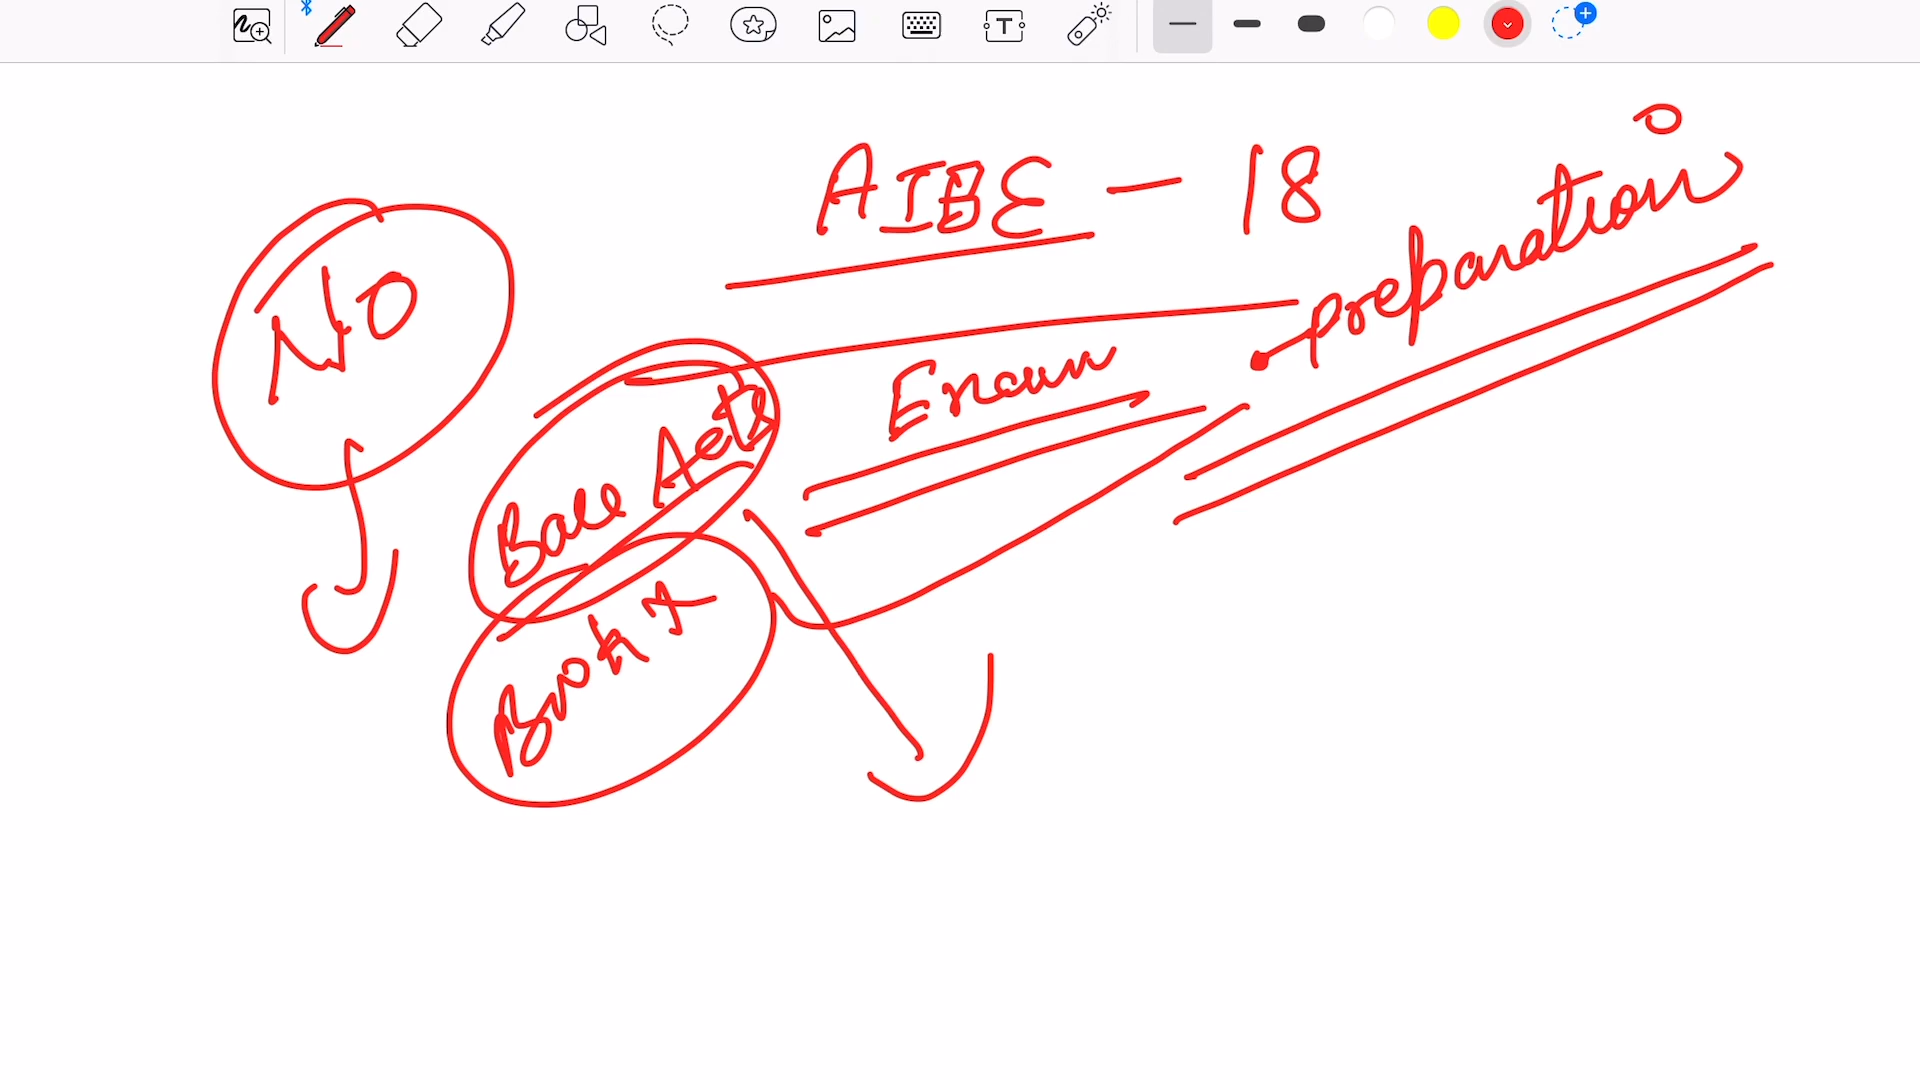 AIBE - 18
preparation
NO
Exam
Bare Acts
Book x
T